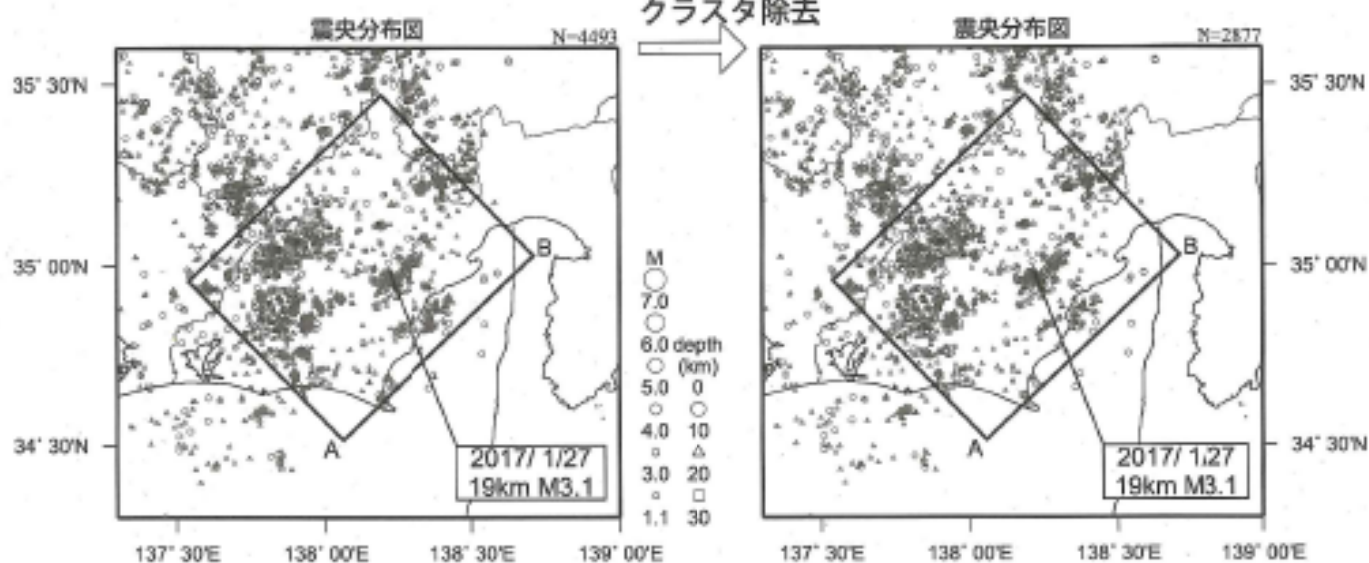 クラスタ除去
震央分布図
N=4493
35° 30'N
35° 00'N
34° 30'N
B
A
2017/ 1/27
19km M3.1
137° 30'E
138° 00'E
138° 30'E
139° 00'E
M
7.0
6.0 depth
(km)
5.0 0
4.0 10
3.0 20
1.1 30
震央分布図
N=2877
35° 30'N
35° 00'N
34° 30'N
B
A
2017/ 1/27
19km M3.1
137° 30'E
138° 00'E
138° 30'E
139° 00'E